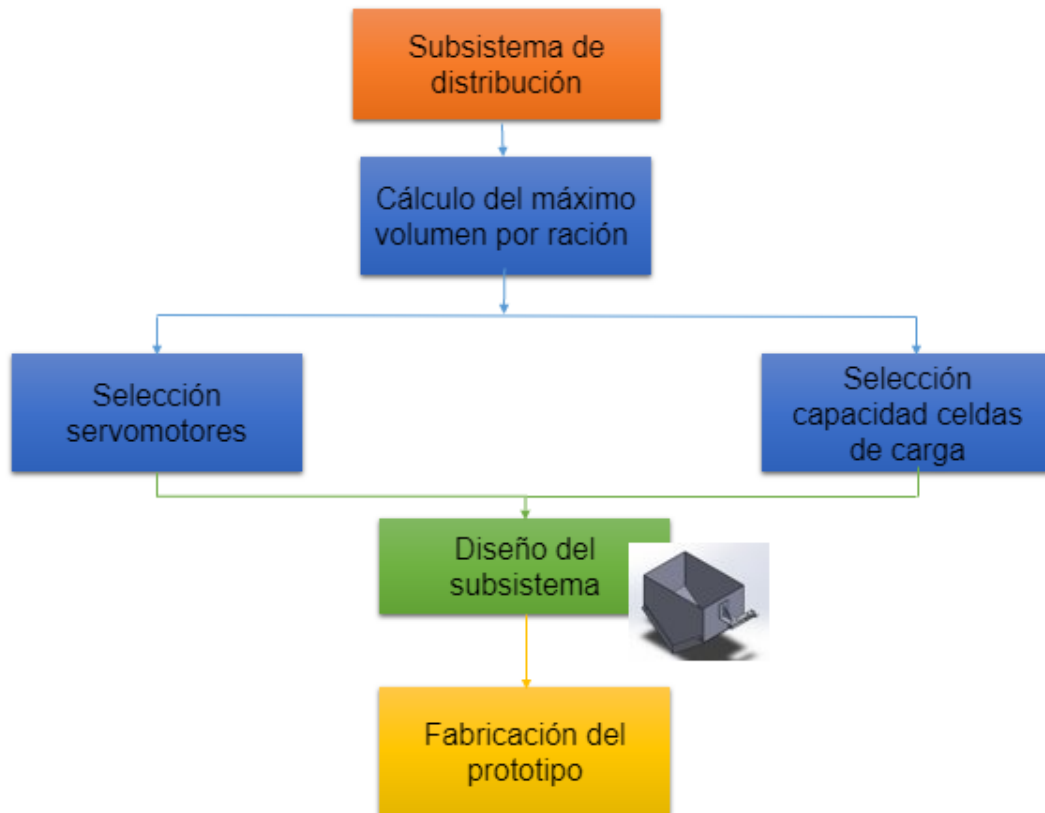 Subsistema de
distribución
Cálculo del máximo
volumen por ración
Selección
servomotores
Selección
capacidad celdas
de carga
Diseño del
subsistema
Fabricación del
prototipo